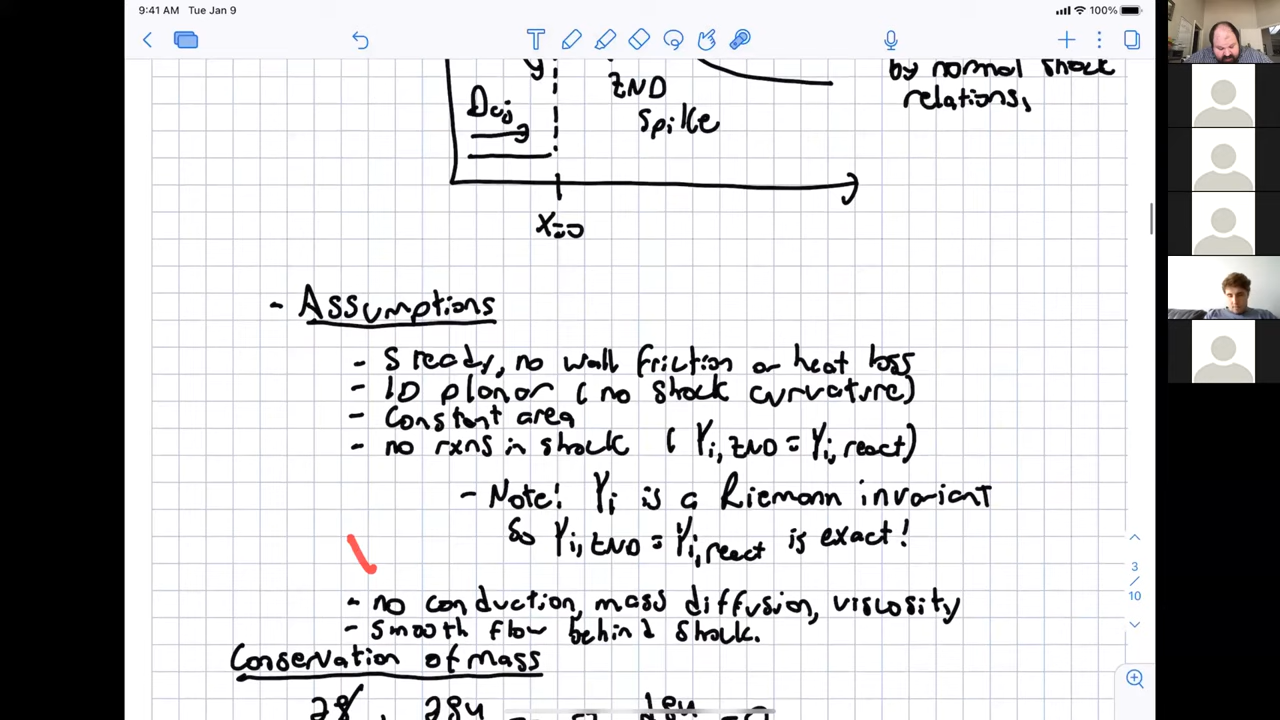 9:41 AM Tue Jan 9
100%
T
by normal shock
relations,
y
ZND
Spike
Dcj
x=0
- Assumptions
- Steady, no wall friction or heat loss
- 1D planar (no shock curvature)
- Constant area
- no rxns in shock (Yi,ZND = Yi,react)
- Note! Yi is a Riemann invariant
So Yi,ZND = Yi,react is exact!
- no conduction, mass diffusion, viscosity
- smooth flow behind shock.
Conservation of mass
3
/
10